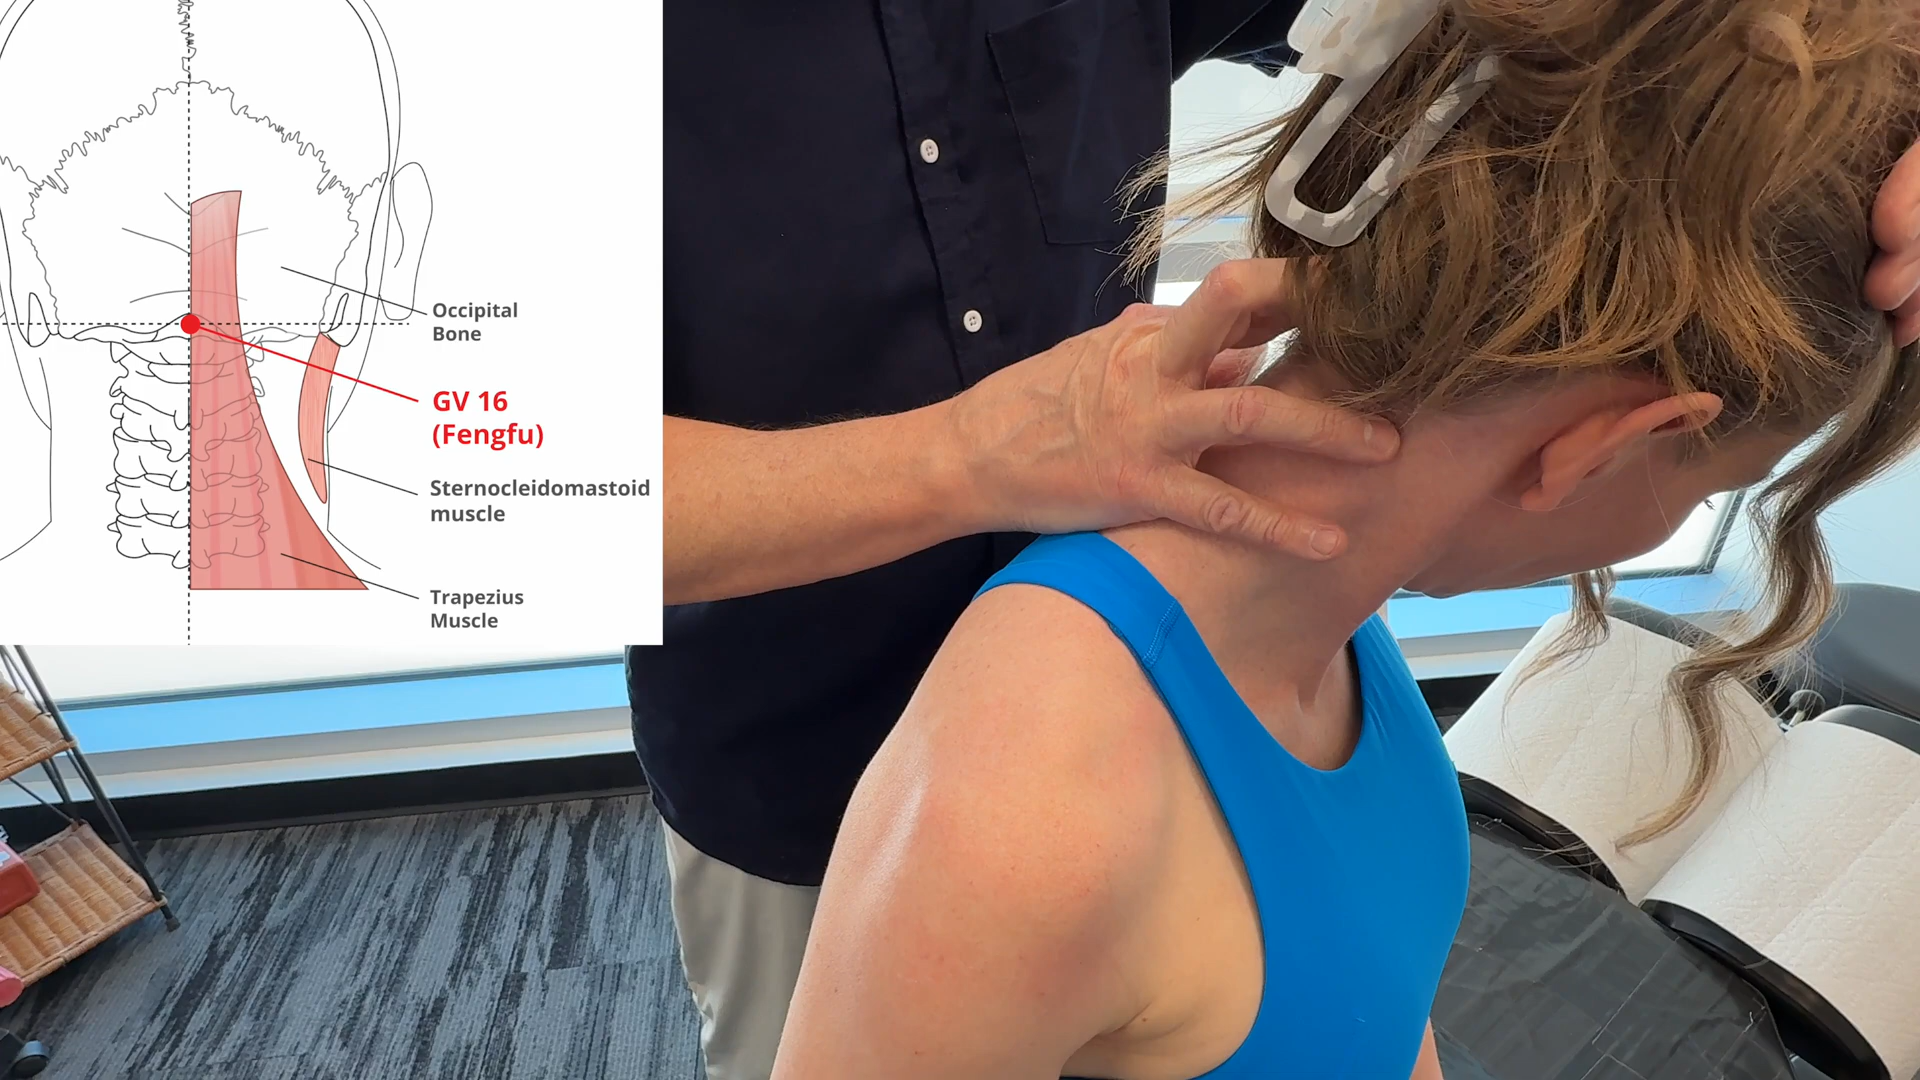 Occipital
Bone
GV 16
(Fengfu)
Sternocleidomastoid
muscle
Trapezius
Muscle